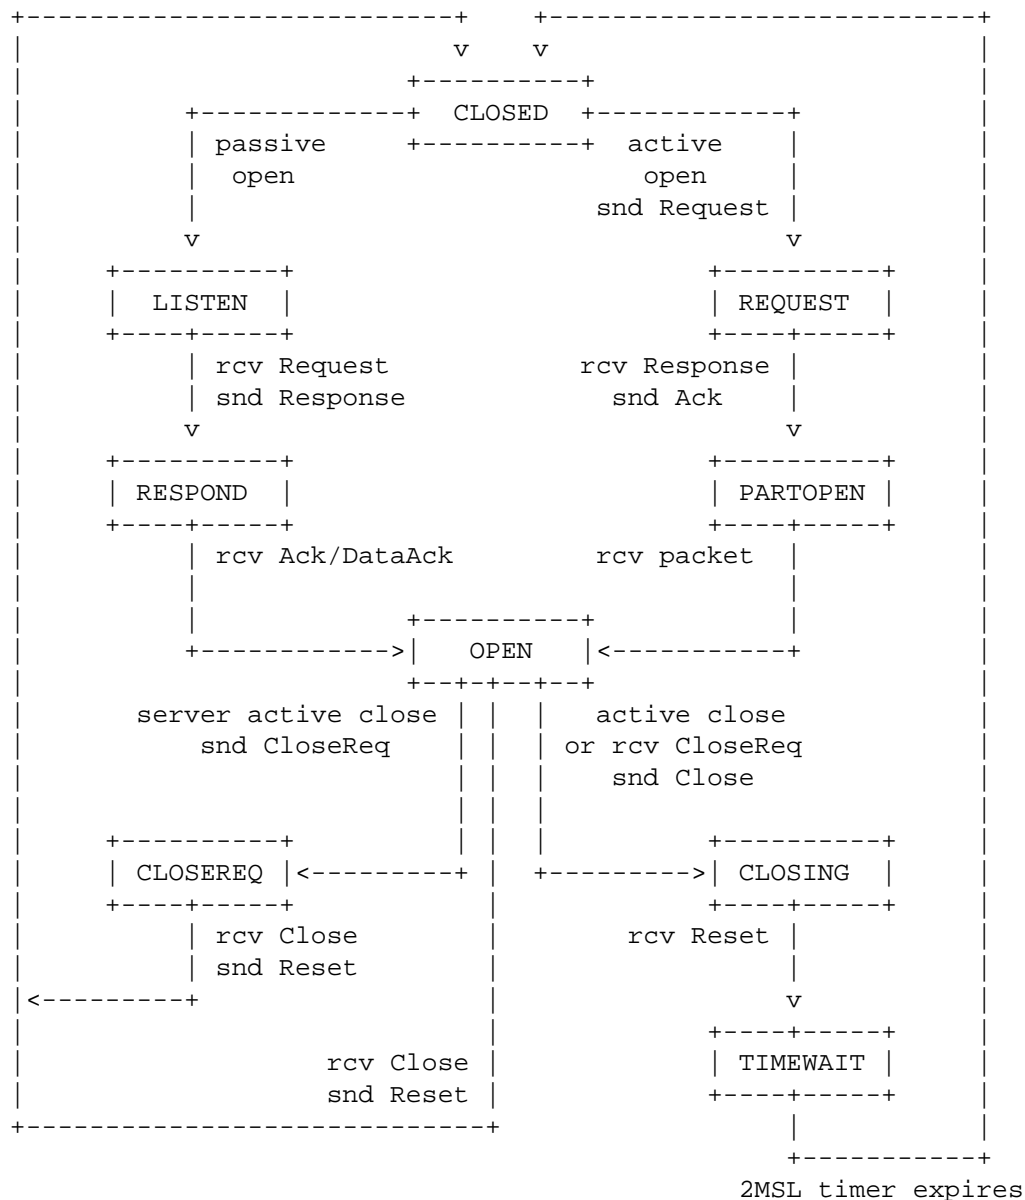 CLOSED
passive active
open open
snd Request
LISTEN REQUEST
rcv Request rcv Response
snd Response snd Ack
RESPOND PARTOPEN
rcv Ack/DataAck rcv packet
OPEN
server active close active close
snd CloseReq or rcv CloseReq
snd Close
CLOSEREQ CLOSING
rcv Close rcv Reset
snd Reset
rcv Close TIMEWAIT
snd Reset
2MSL timer expires